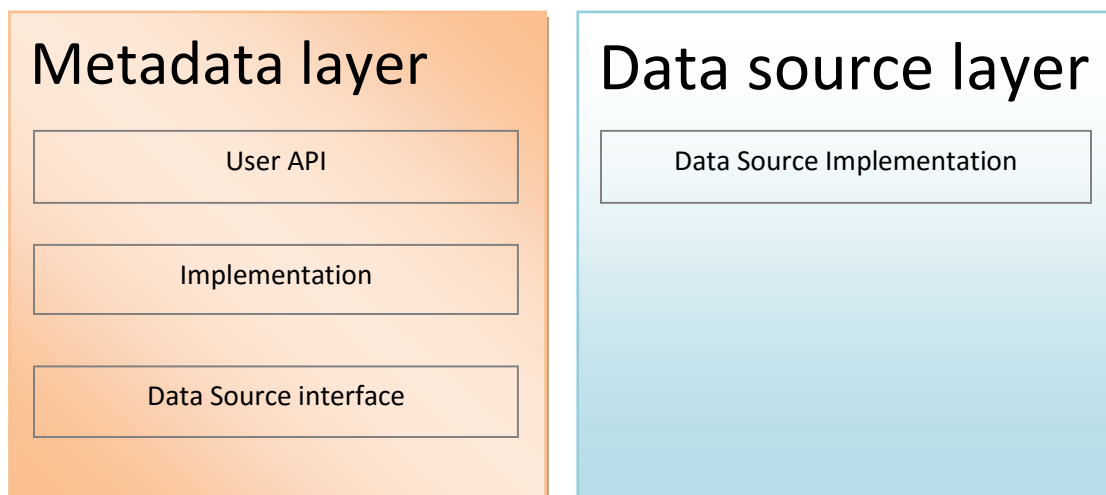 Metadata layer
User API
Implementation
Data Source interface
Data source layer
Data Source Implementation